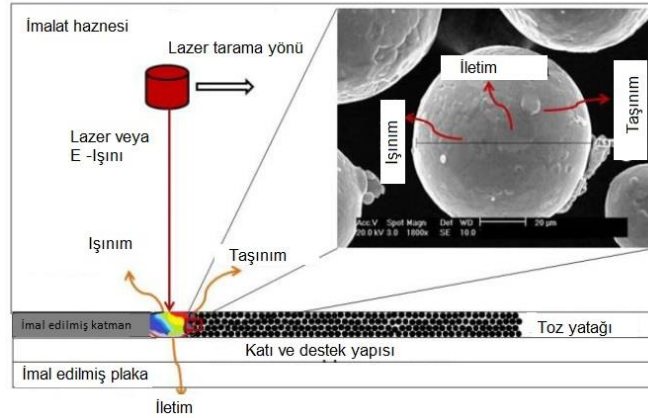 İmalat haznesi
Lazer tarama yönü
Lazer veya
E -Işını
Işınım
Taşınım
İletim
Işınım
Taşınım
Acc.V Spot Magn Det WD
20.0 kV 3.0 1800x SE 10.0
20 µm
İmal edilmiş katman
Toz yatağı
Katı ve destek yapısı
İmal edilmiş plaka
İletim